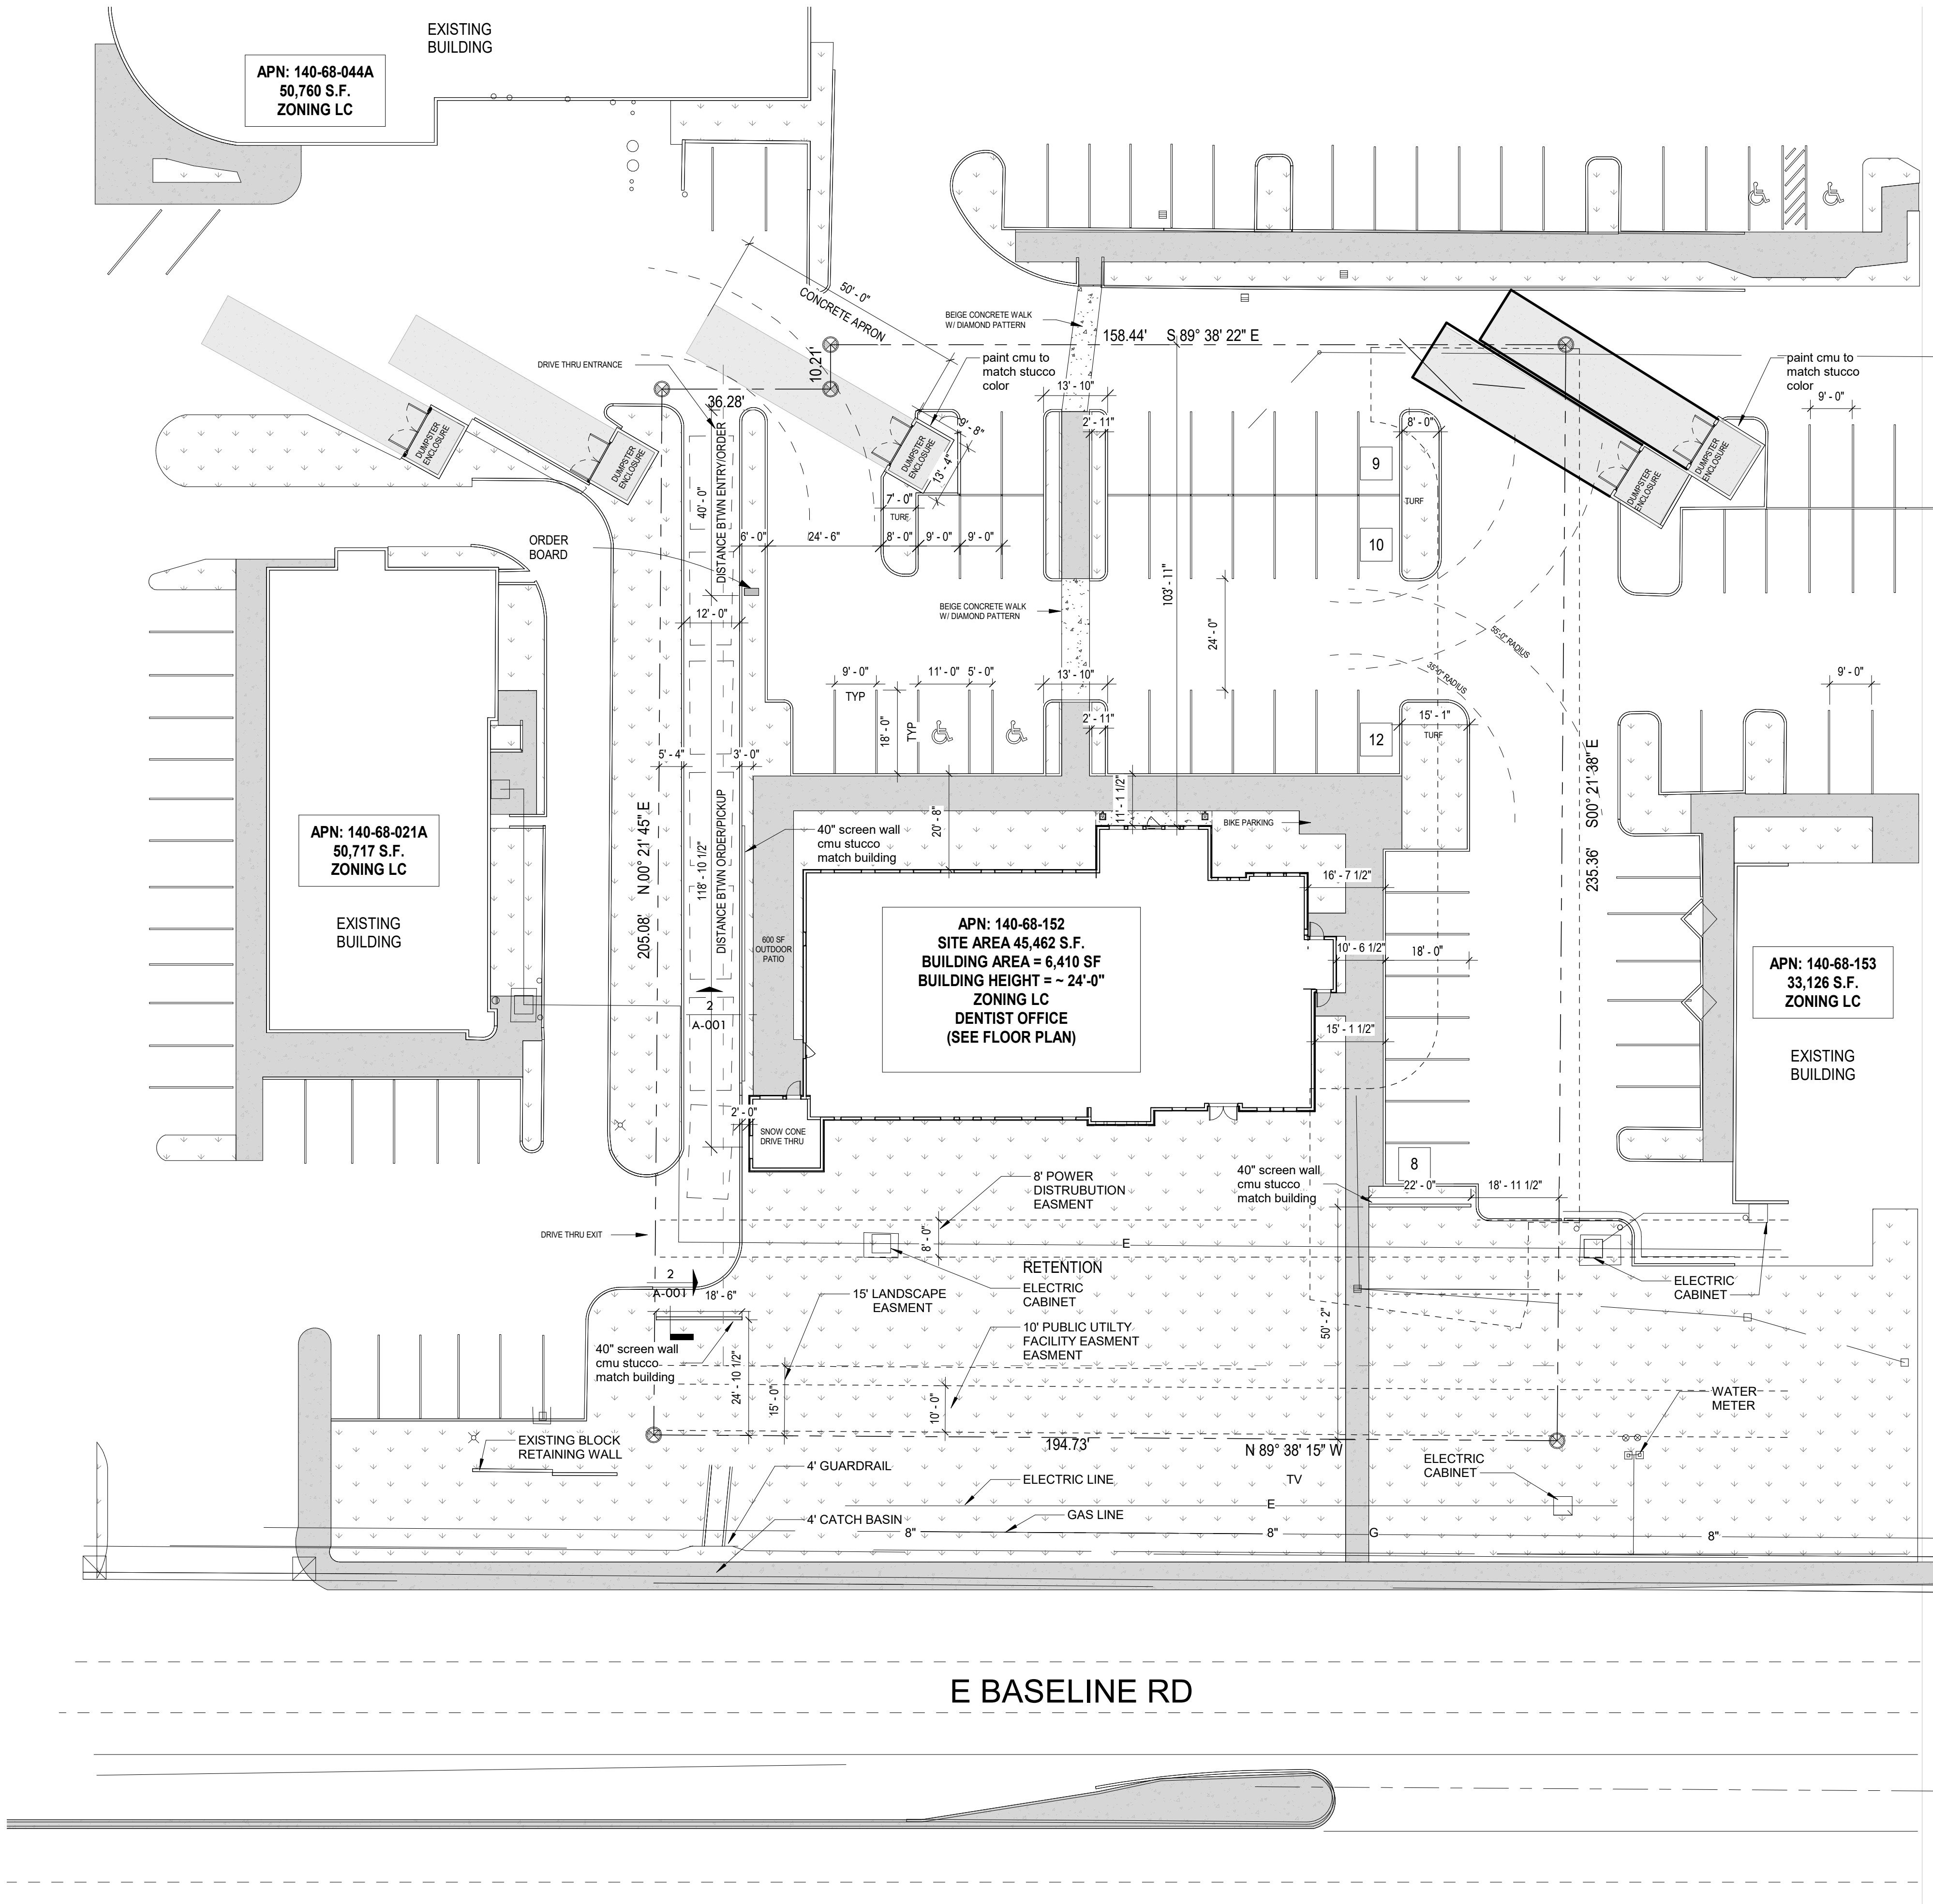 EXISTING
BUILDING
APN: 140-68-044A
50,760 S.F.
ZONING LC
50' - 0"
CONCRETE APRON
BEIGE CONCRETE WALK
W/ DIAMOND PATTERN
158.44' S 89° 38' 22" E
10.21'
DRIVE THRU ENTRANCE
36.28'
paint cmu to
match stucco
color
13' - 10"
2' - 11"
9' - 8"
13' - 4"
DUMPSTER
ENCLOSURE
DUMPSTER
ENCLOSURE
DUMPSTER
ENCLOSURE
DUMPSTER
ENCLOSURE
DUMPSTER
ENCLOSURE
paint cmu to
match stucco
color
9' - 0"
8' - 0"
9
TURF
10
7' - 0"
TURF
40' - 0"
DISTANCE BTWN ENTRY/ORDER
ORDER
BOARD
6' - 0"
24' - 6"
8' - 0"
9' - 0"
9' - 0"
12' - 0"
BEIGE CONCRETE WALK
W/ DIAMOND PATTERN
103' - 11"
24' - 0"
55'-0" RADIUS
35'-0" RADIUS
9' - 0"
TYP
11' - 0"
5' - 0"
13' - 10"
18' - 0"
TYP
2' - 11"
12
15' - 1"
TURF
9' - 0"
5' - 4"
3' - 0"
205.08' N.00° 21' 45" E
118' - 10 1/2"
DISTANCE BTWN ORDER/PICKUP
40" screen wall
cmu stucco
match building
20' - 8"
11' - 1 1/2"
BIKE PARKING
235.36' S00° 21' 38" E
APN: 140-68-021A
50,717 S.F.
ZONING LC
EXISTING
BUILDING
600 SF
OUTDOOR
PATIO
APN: 140-68-152
SITE AREA 45,462 S.F.
BUILDING AREA = 6,410 SF
BUILDING HEIGHT = ~ 24'-0"
ZONING LC
DENTIST OFFICE
(SEE FLOOR PLAN)
16' - 7 1/2"
10' - 6 1/2"
18' - 0"
15' - 1 1/2"
APN: 140-68-153
33,126 S.F.
ZONING LC
EXISTING
BUILDING
2
A-001
2' - 0"
SNOW CONE
DRIVE THRU
8
8' POWER
DISTRUBUTION
EASMENT
40" screen wall
cmu stucco
match building
22' - 0"
18' - 11 1/2"
DRIVE THRU EXIT
8' - 0"
E
RETENTION
ELECTRIC
CABINET
ELECTRIC
CABINET
2
A-001
18' - 6"
15' LANDSCAPE
EASMENT
10' PUBLIC UTILTY
FACILITY EASMENT
EASMENT
50' - 2"
40" screen wall
cmu stucco
match building
24' - 10 1/2"
15' - 0"
10' - 0"
WATER
METER
EXISTING BLOCK
RETAINING WALL
194.73'
N 89° 38' 15" W
4' GUARDRAIL
ELECTRIC LINE
TV
ELECTRIC
CABINET
E
4' CATCH BASIN
GAS LINE
8"
8"
G
8"
E BASELINE RD